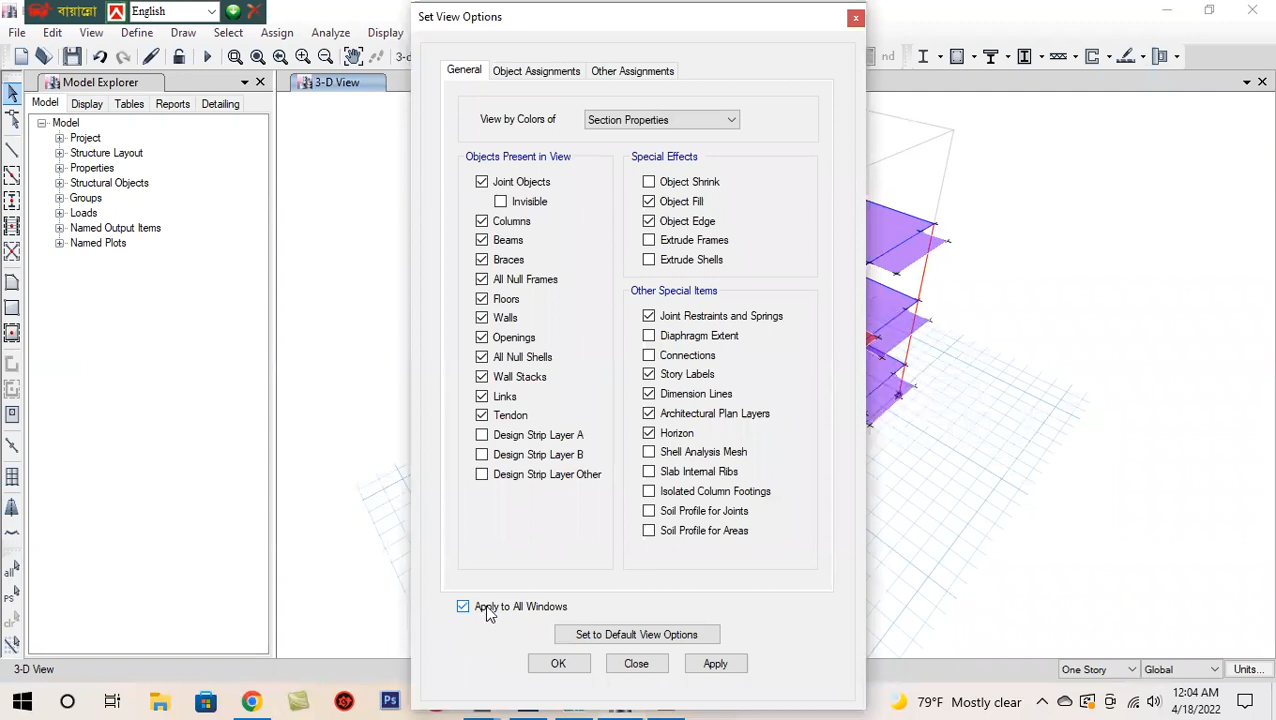 বায়ান্নো English Set View Options
File Edit View Define Draw Select Assign Analyze Display
3-d nd
Model Explorer 3-D View
Model Display Tables Reports Detailing
General Object Assignments Other Assignments
Model
Project
Structure Layout
Properties
Structural Objects
Groups
Loads
Named Output Items
Named Plots
View by Colors of Section Properties
Objects Present in View
Joint Objects
Invisible
Columns
Beams
Braces
All Null Frames
Floors
Walls
Openings
All Null Shells
Wall Stacks
Links
Tendon
Design Strip Layer A
Design Strip Layer B
Design Strip Layer Other
Special Effects
Object Shrink
Object Fill
Object Edge
Extrude Frames
Extrude Shells
Other Special Items
Joint Restraints and Springs
Diaphragm Extent
Connections
Story Labels
Dimension Lines
Architectural Plan Layers
Horizon
Shell Analysis Mesh
Slab Internal Ribs
Isolated Column Footings
Soil Profile for Joints
Soil Profile for Areas
Apply to All Windows
Set to Default View Options
OK Close Apply
all
PS
clr
3-D View One Story Global Units...
Ps 79°F Mostly clear 12:04 AM
4/18/2022